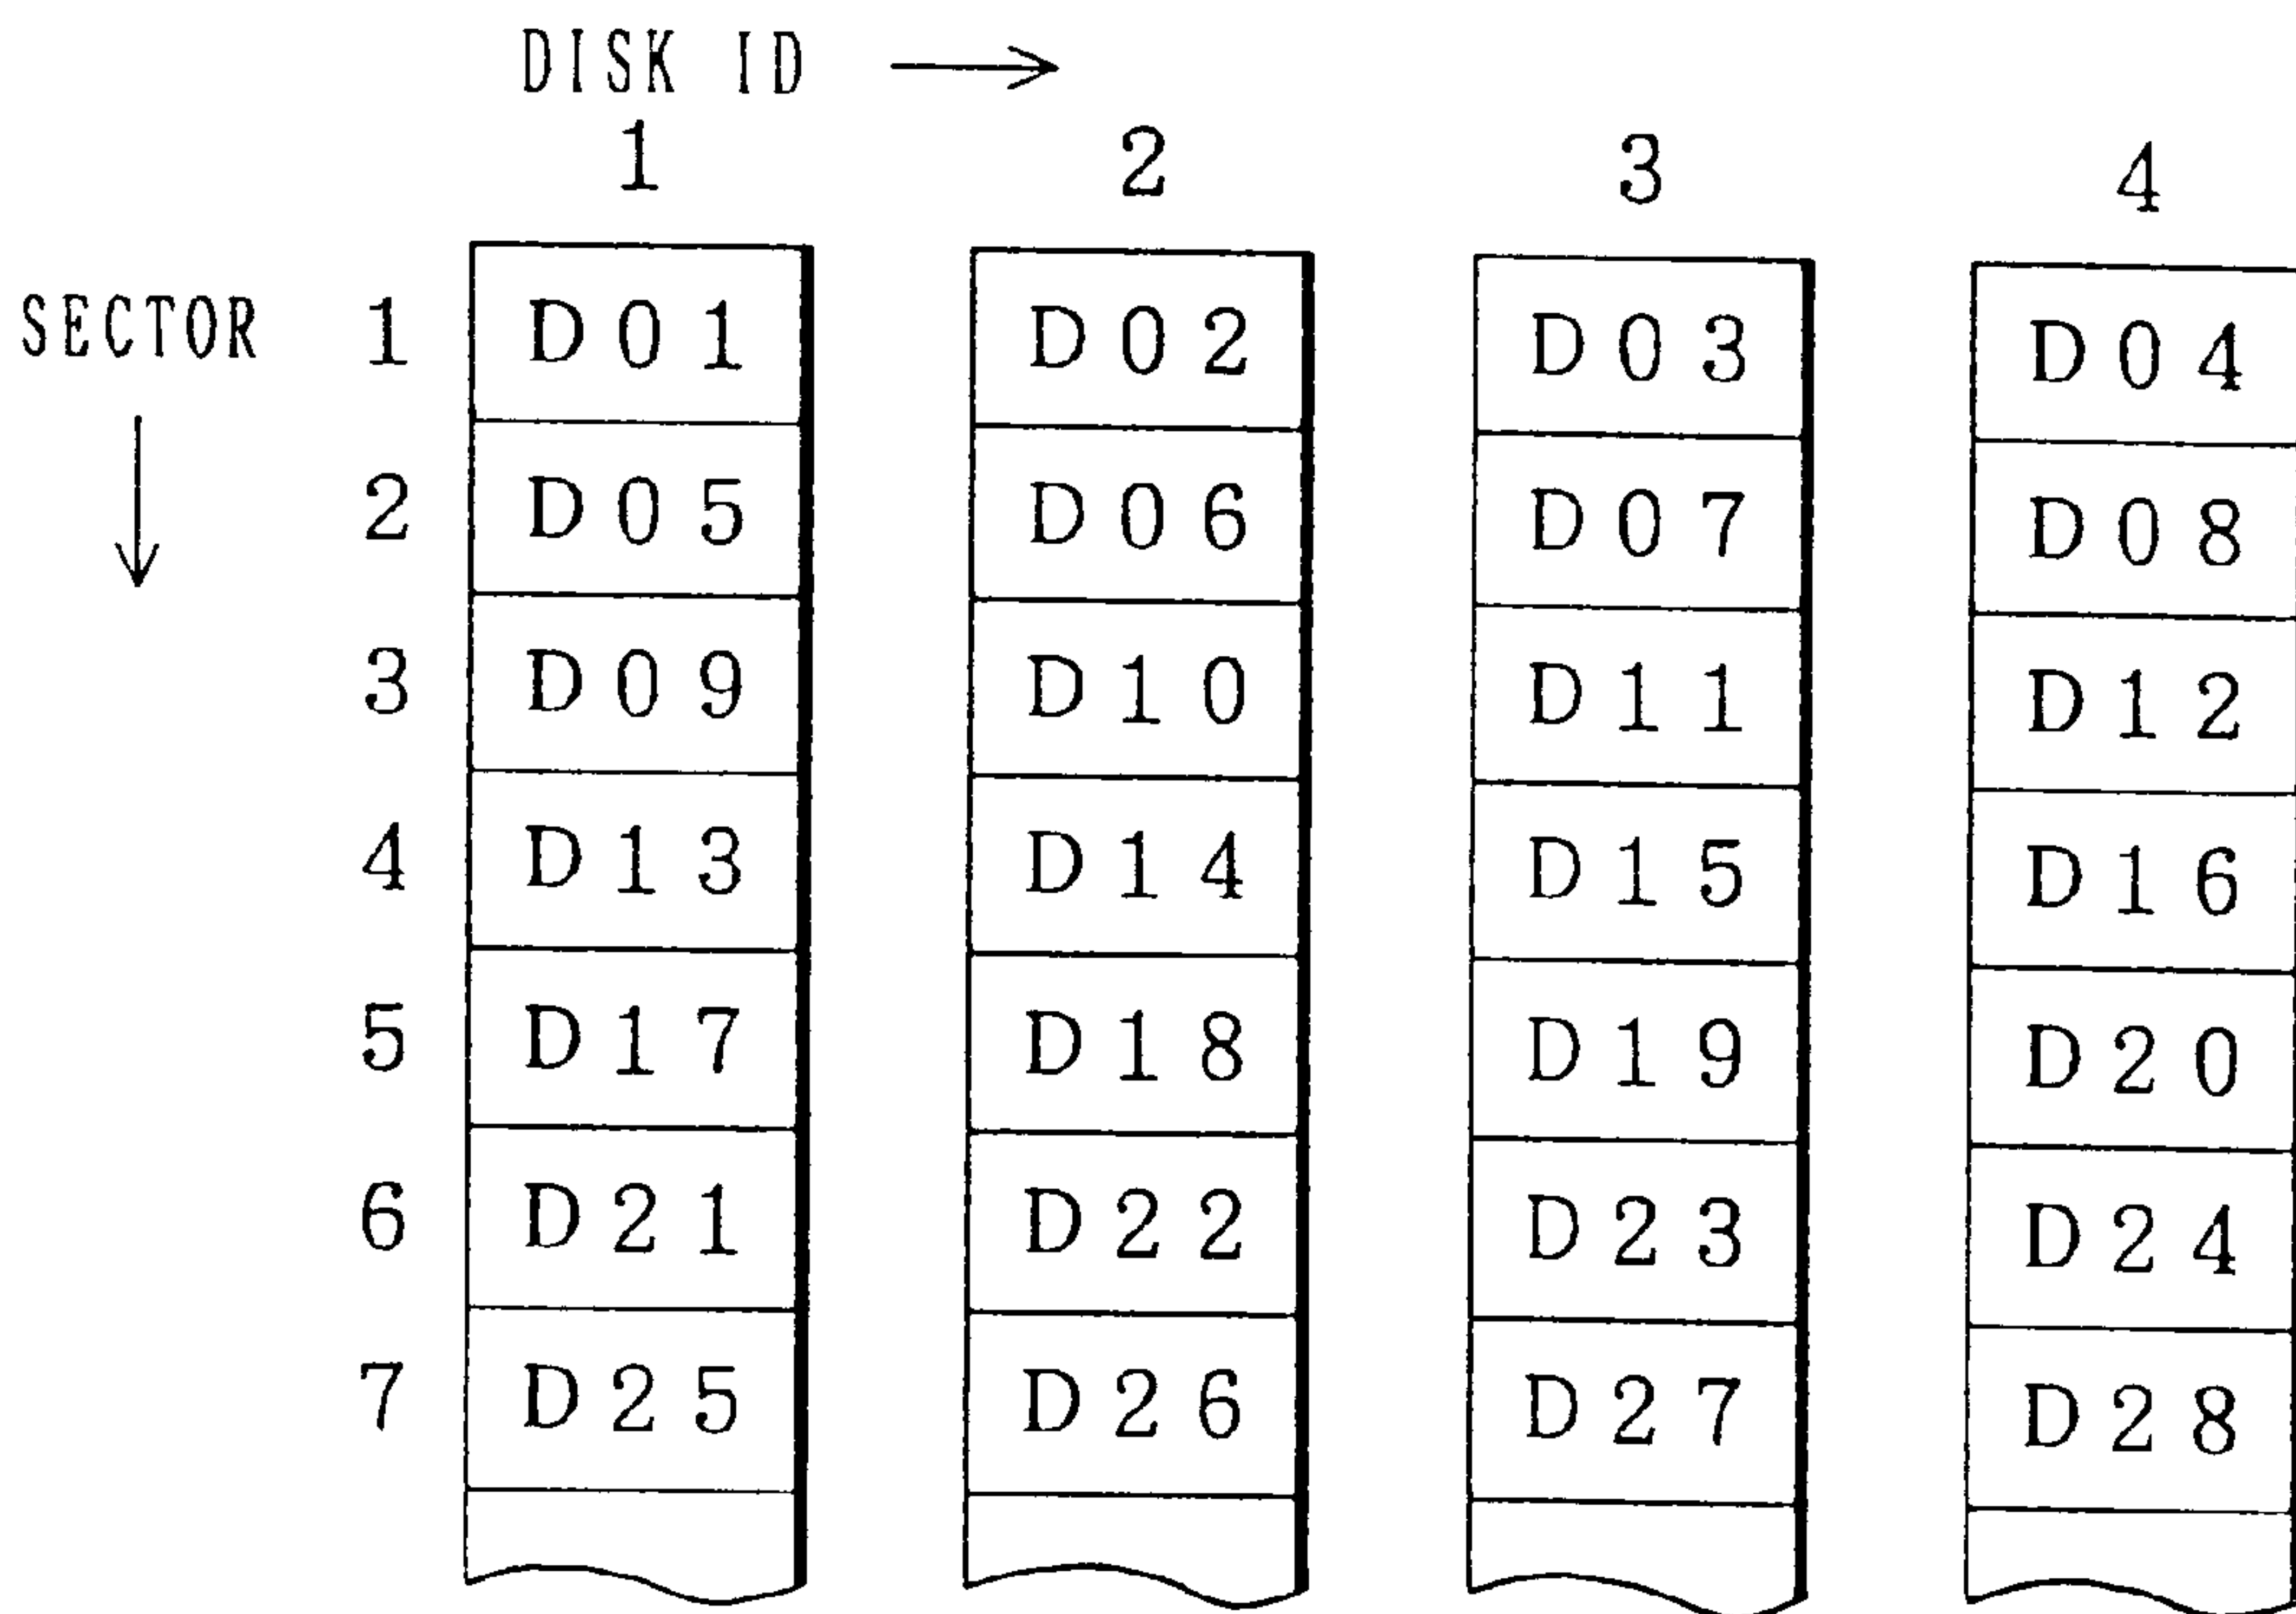 DISK ID
1 2 3 4
SECTOR 1 D01 D02 D03 D04
2 D05 D06 D07 D08
3 D09 D10 D11 D12
4 D13 D14 D15 D16
5 D17 D18 D19 D20
6 D21 D22 D23 D24
7 D25 D26 D27 D28